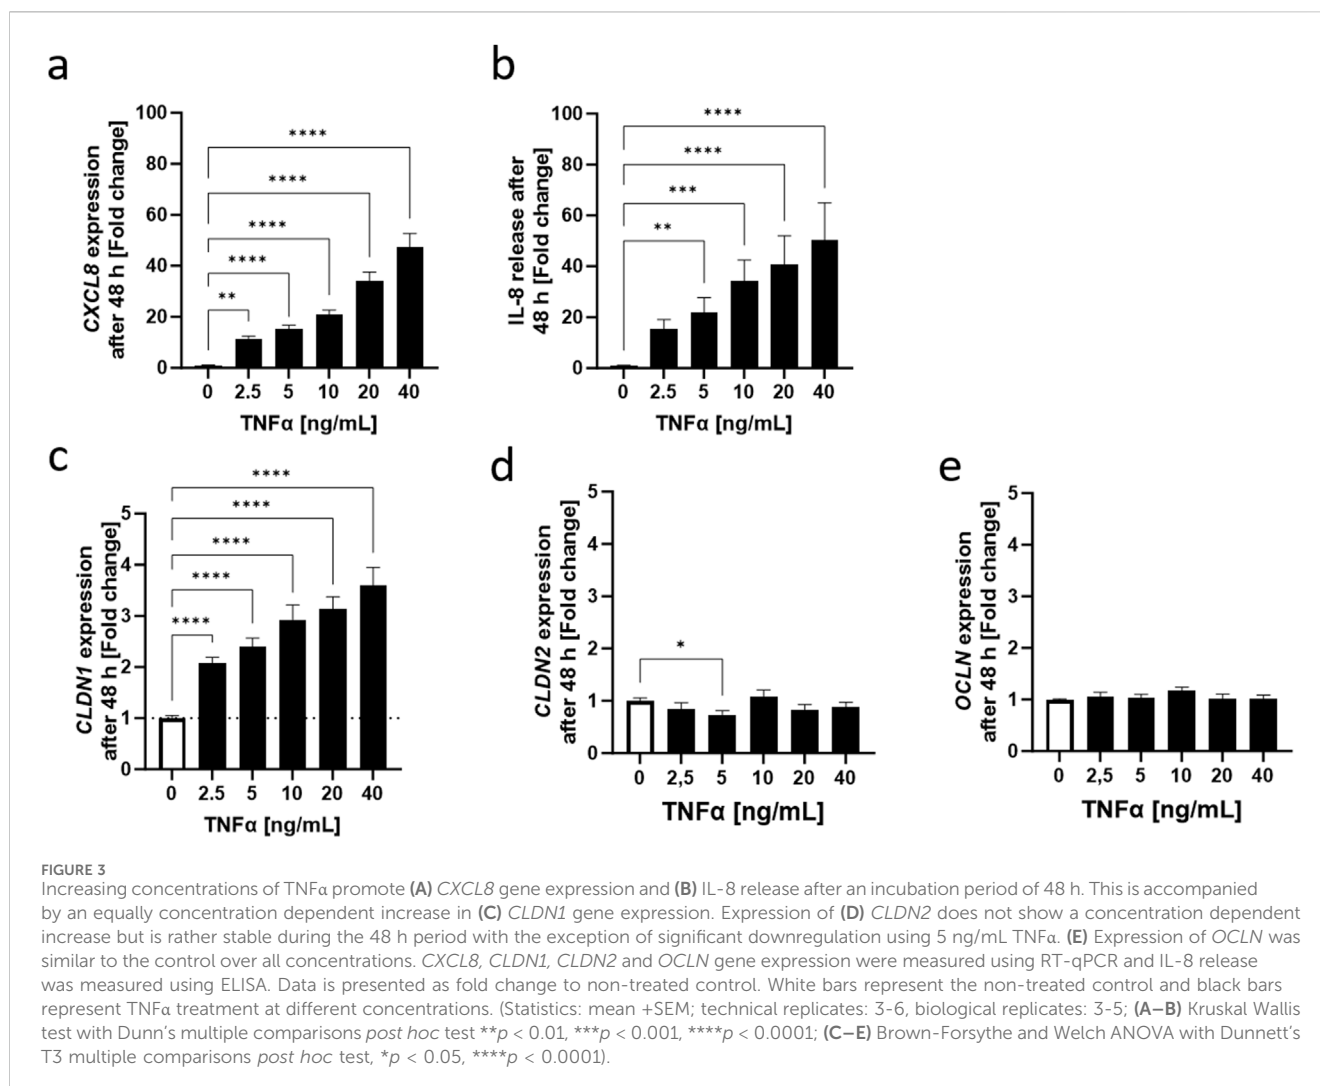 a
b
100
80
60
40
20
0
CXCL8 expression
after 48 h [Fold change]
****
****
****
****
**
0 2.5 5 10 20 40
TNFα [ng/mL]
100
80
60
40
20
0
IL-8 release after
48 h [Fold change]
****
****
***
**
0 2.5 5 10 20 40
TNFα [ng/mL]
c
d
e
5
4
3
2
1
0
CLDN1 expression
after 48 h [Fold change]
****
****
****
****
****
0 2.5 5 10 20 40
TNFα [ng/mL]
5
4
3
2
1
0
CLDN2 expression
after 48 h [Fold change]
*
0 2,5 5 10 20 40
TNFα [ng/mL]
5
4
3
2
1
0
OCLN expression
after 48 h [Fold change]
0 2,5 5 10 20 40
TNFα [ng/mL]
FIGURE 3
Increasing concentrations of TNFα promote (A) CXCL8 gene expression and (B) IL-8 release after an incubation period of 48 h. This is accompanied
by an equally concentration dependent increase in (C) CLDN1 gene expression. Expression of (D) CLDN2 does not show a concentration dependent
increase but is rather stable during the 48 h period with the exception of significant downregulation using 5 ng/mL TNFα. (E) Expression of OCLN was
similar to the control over all concentrations. CXCL8, CLDN1, CLDN2 and OCLN gene expression were measured using RT-qPCR and IL-8 release
was measured using ELISA. Data is presented as fold change to non-treated control. White bars represent the non-treated control and black bars
represent TNFα treatment at different concentrations. (Statistics: mean +SEM; technical replicates: 3-6, biological replicates: 3-5; (A–B) Kruskal Wallis
test with Dunn's multiple comparisons post hoc test **p < 0.01, ***p < 0.001, ****p < 0.0001; (C–E) Brown-Forsythe and Welch ANOVA with Dunnett's
T3 multiple comparisons post hoc test, *p < 0.05, ****p < 0.0001).